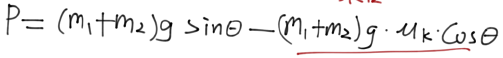 P = (m₁+m₂)g sinθ – (m₁+m₂)g · μₖ · Cosθ